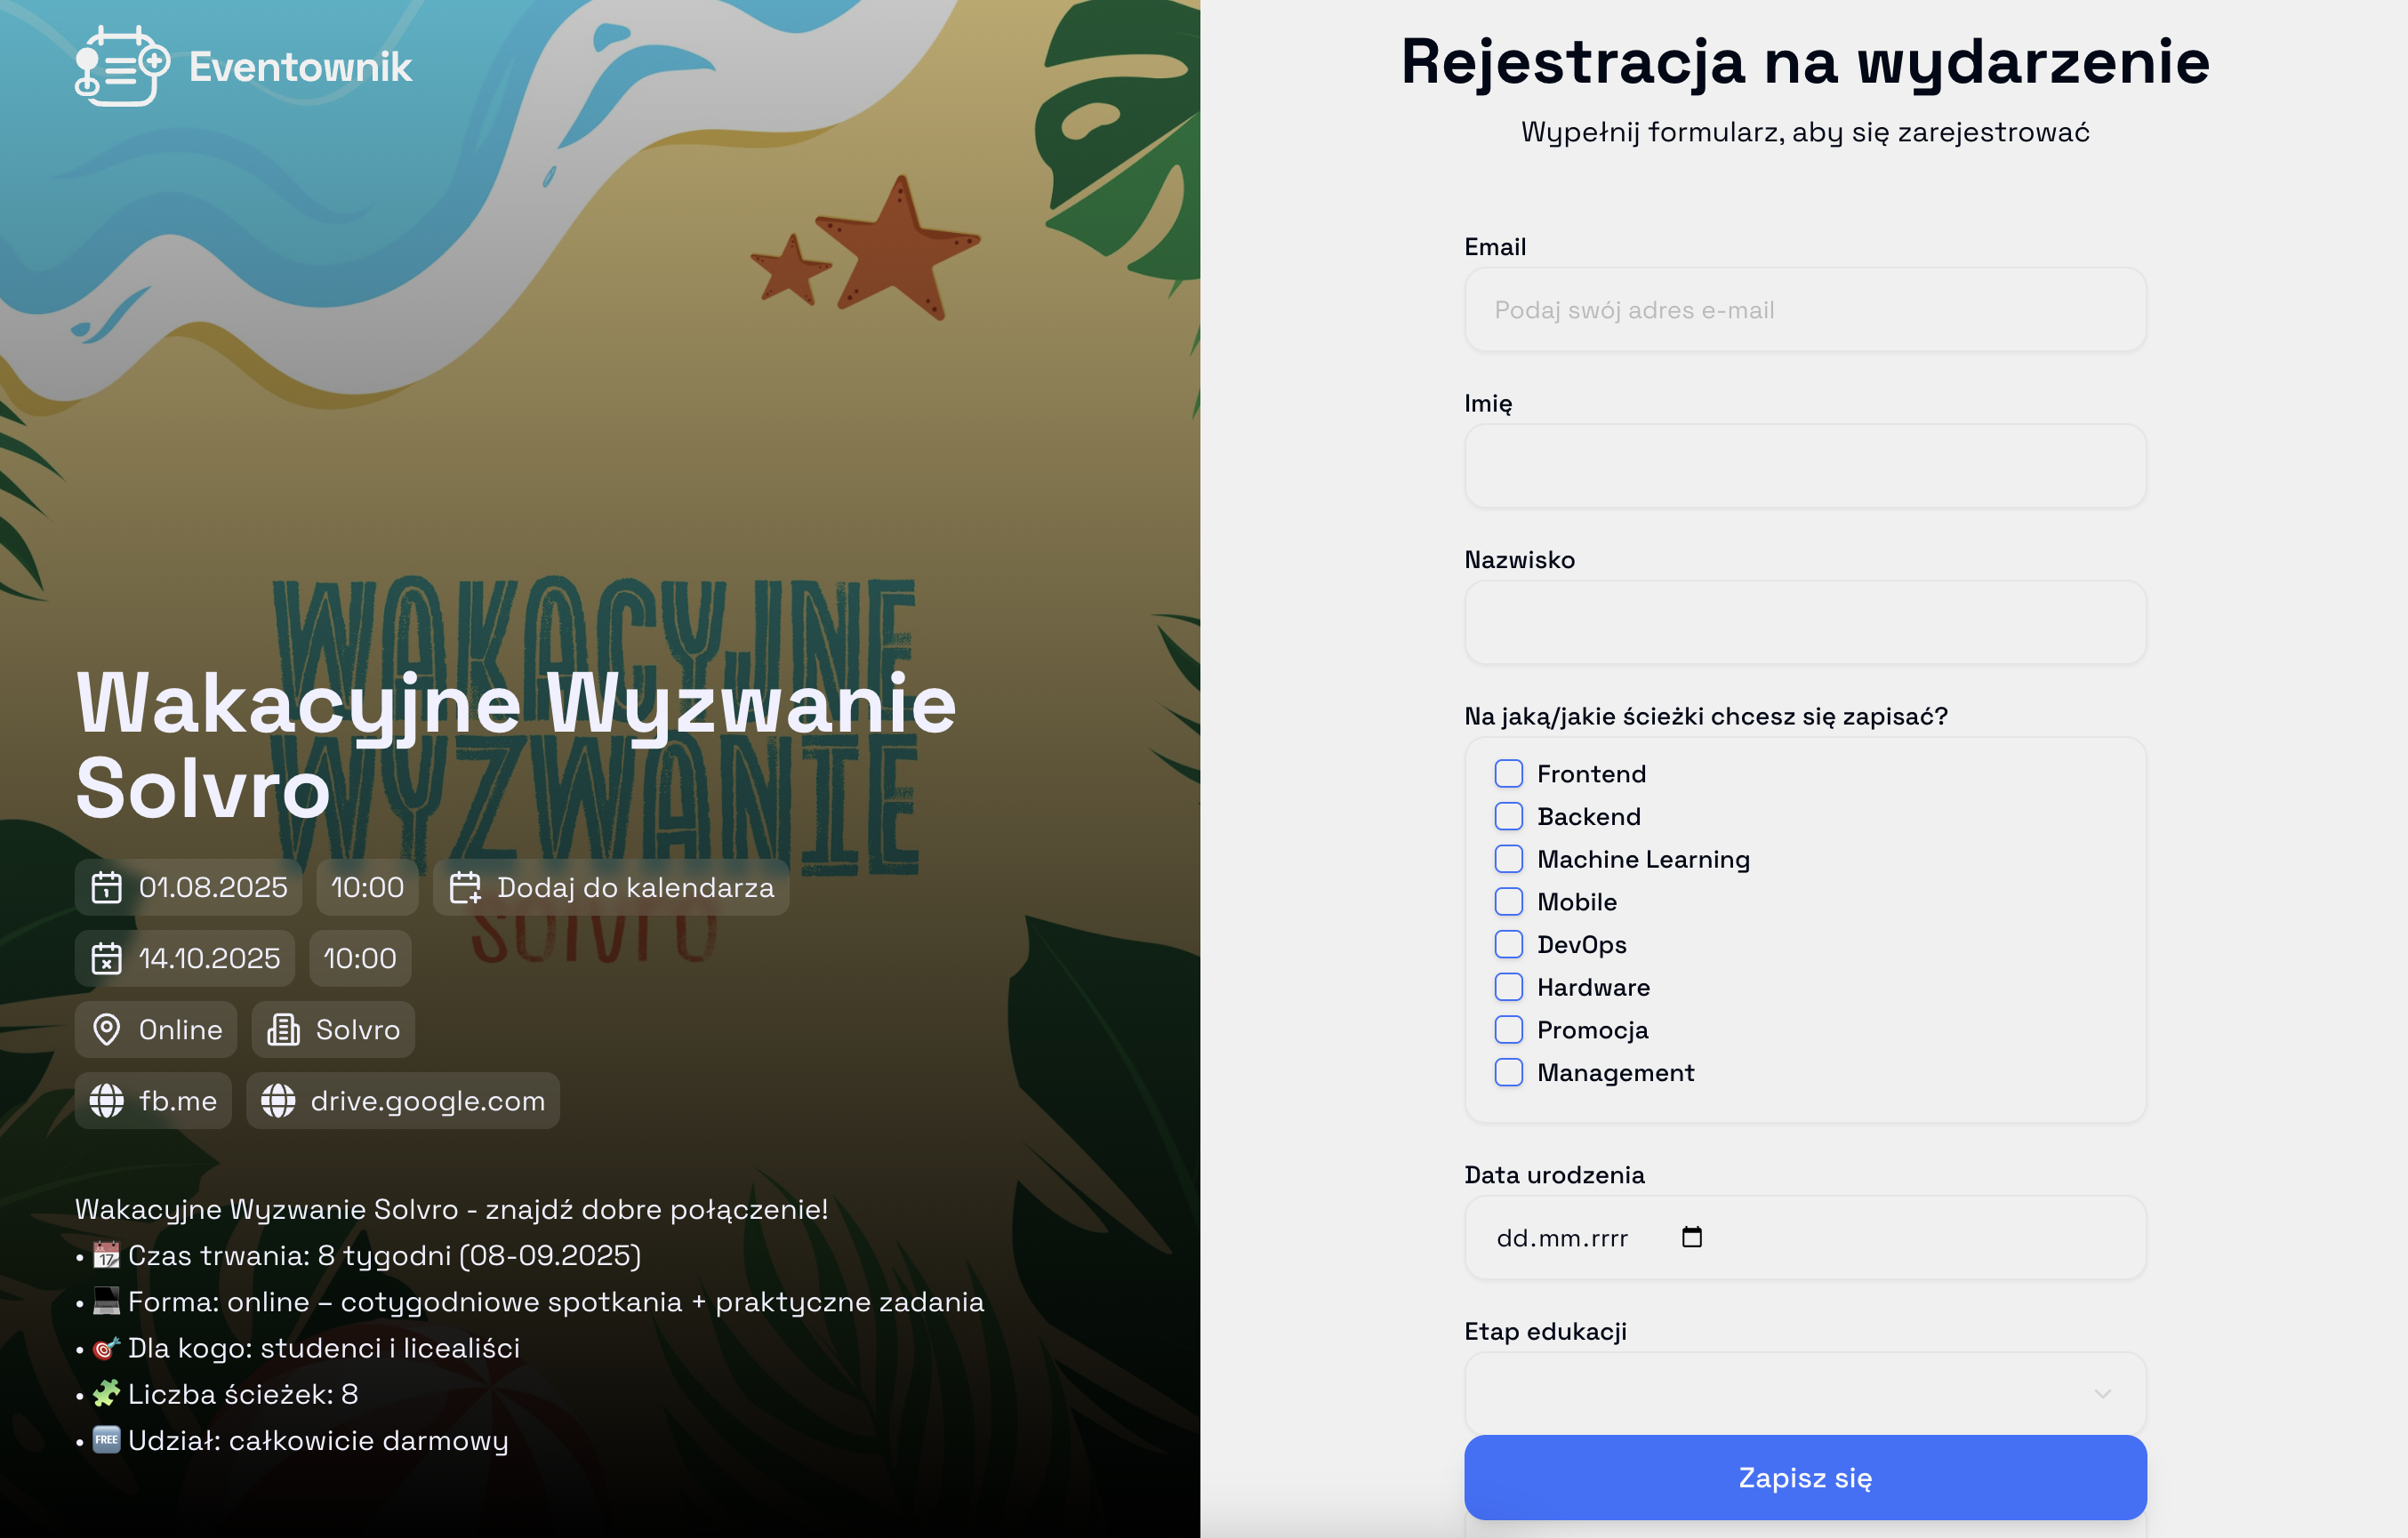 Eventownik
WAKACYJNE
WYZWANIE
SOLVRO
Wakacyjne Wyzwanie
Solvro
01.08.2025 10:00 Dodaj do kalendarza
14.10.2025 10:00
Online Solvro
fb.me drive.google.com
Wakacyjne Wyzwanie Solvro - znajdź dobre połączenie!
• 📆 Czas trwania: 8 tygodni (08-09.2025)
• 💻 Forma: online – cotygodniowe spotkania + praktyczne zadania
• 🎯 Dla kogo: studenci i licealiści
• 🧩 Liczba ścieżek: 8
• 🆓 Udział: całkowicie darmowy
Rejestracja na wydarzenie
Wypełnij formularz, aby się zarejestrować
Email
Podaj swój adres e-mail
Imię
Nazwisko
Na jaką/jakie ścieżki chcesz się zapisać?
Frontend
Backend
Machine Learning
Mobile
DevOps
Hardware
Promocja
Management
Data urodzenia
dd.mm.rrrr
Etap edukacji
Zapisz się